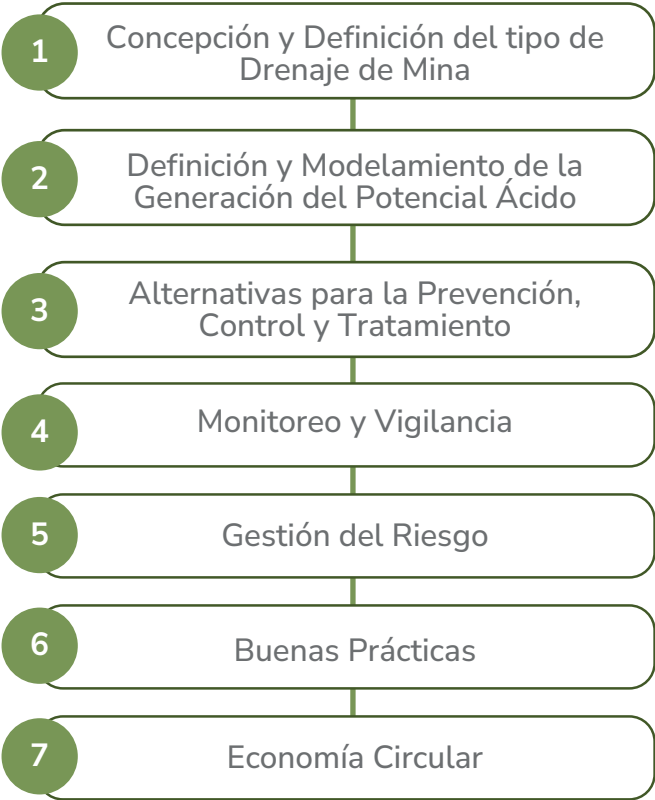 1
Concepción y Definición del tipo de
Drenaje de Mina
2
Definición y Modelamiento de la
Generación del Potencial Ácido
3
Alternativas para la Prevención,
Control y Tratamiento
4
Monitoreo y Vigilancia
5
Gestión del Riesgo
6
Buenas Prácticas
7
Economía Circular